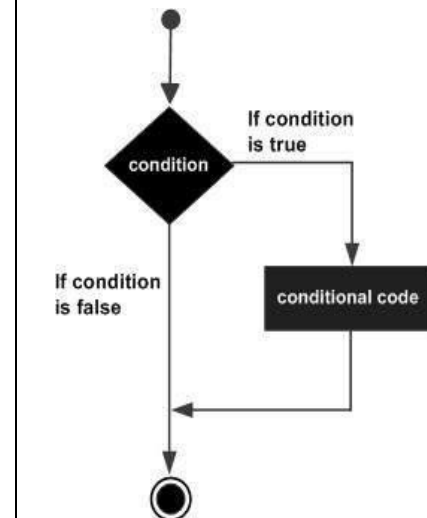 If condition
is true
condition
If condition
is false
conditional code